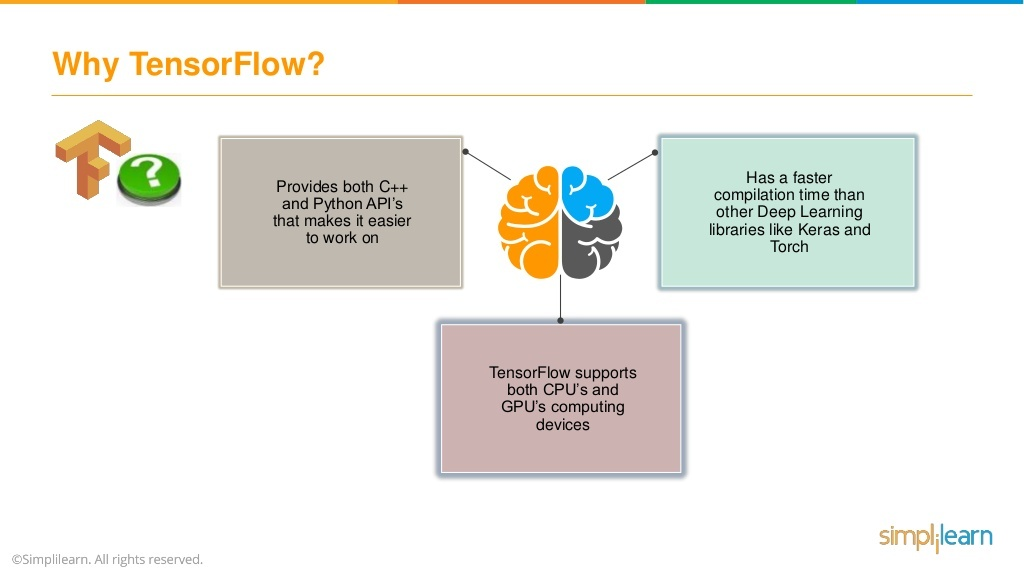 Why TensorFlow?
?
Provides both C++
and Python API's
that makes it easier
to work on
Has a faster
compilation time than
other Deep Learning
libraries like Keras and
Torch
TensorFlow supports
both CPU's and
GPU's computing
devices
©Simplilearn. All rights reserved.
simplilearn